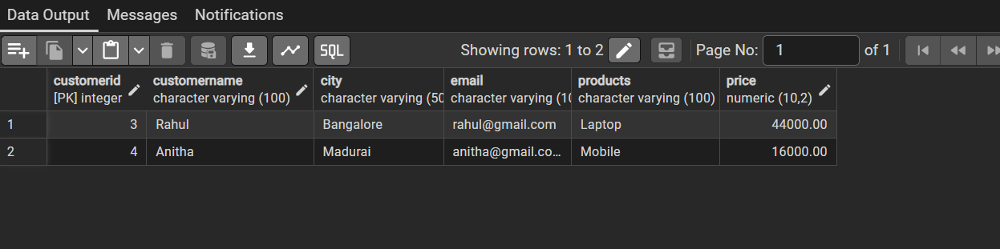 Data Output Messages Notifications
SQL Showing rows: 1 to 2 Page No: 1 of 1
customerid customername city email products price
[PK] integer character varying (100) character varying (50 character varying (10 character varying (100) numeric (10,2)
1 3 Rahul Bangalore rahul@gmail.com Laptop 44000.00
2 4 Anitha Madurai anitha@gmail.co... Mobile 16000.00